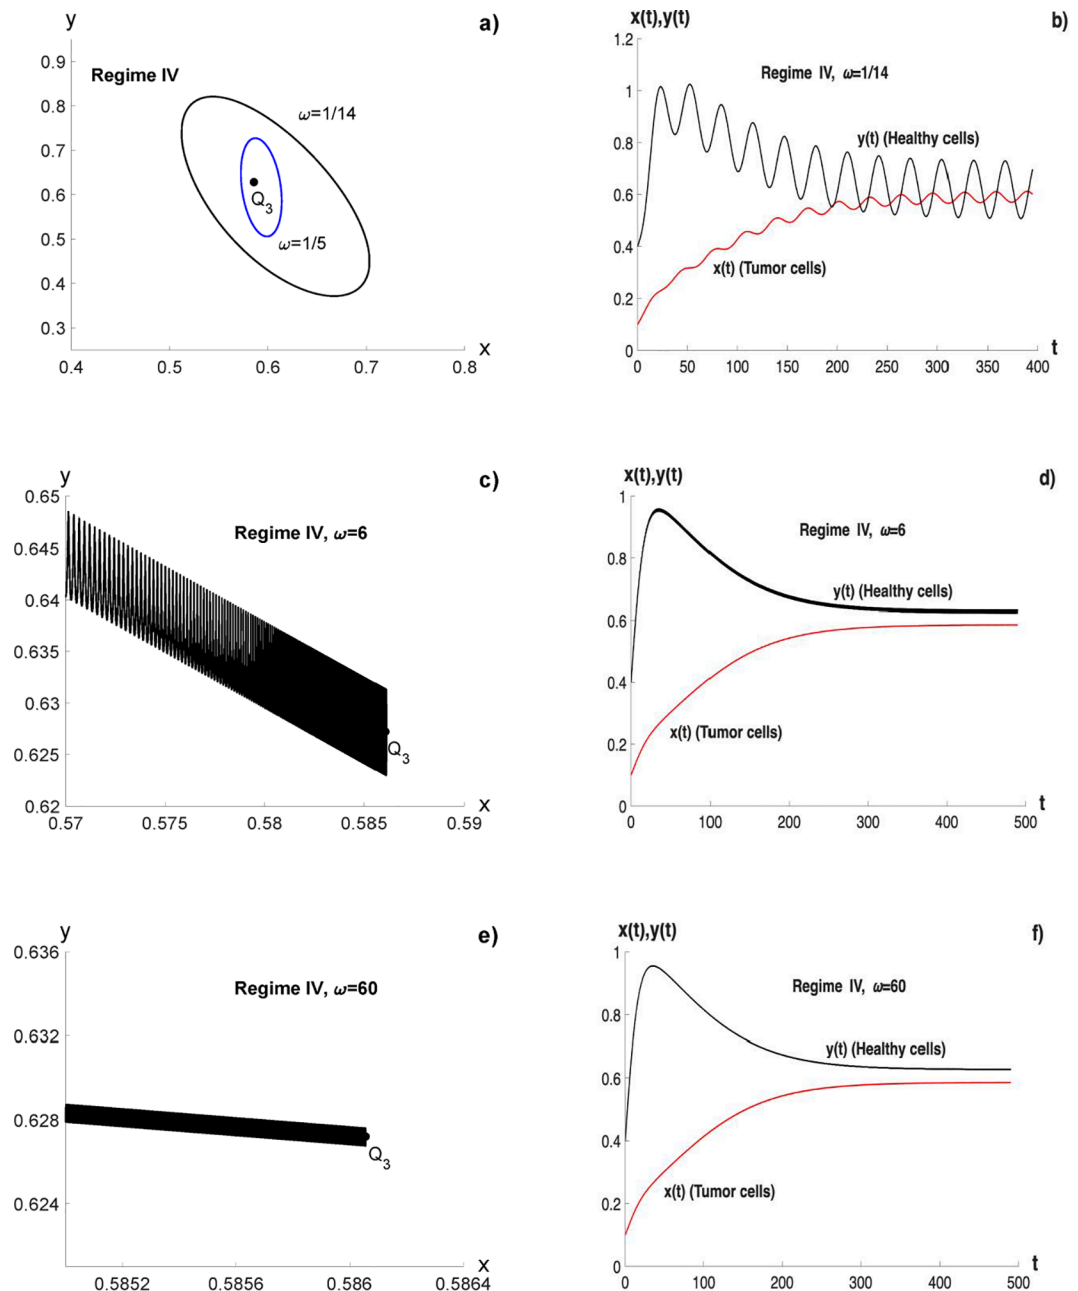 y
a)
Regime IV
0.9
0.8
0.7
0.6
0.5
0.4
0.3
ω=1/14
Q3
ω=1/5
0.4 0.5 0.6 0.7 0.8
x
x(t),y(t)
b)
Regime IV, ω=1/14
1.2
1
0.8
0.6
0.4
0.2
0
y(t) (Healthy cells)
x(t) (Tumor cells)
0 50 100 150 200 250 300 350 400
t
y
c)
Regime IV, ω=6
0.65
0.645
0.64
0.635
0.63
0.625
0.62
Q3
0.57 0.575 0.58 0.585 0.59
x
x(t),y(t)
d)
Regime IV, ω=6
1
0.8
0.6
0.4
0.2
0
y(t) (Healthy cells)
x(t) (Tumor cells)
0 100 200 300 400 500
t
y
e)
Regime IV, ω=60
0.636
0.632
0.628
0.624
Q3
0.5852 0.5856 0.586 0.5864
x
x(t),y(t)
f)
Regime IV, ω=60
1
0.8
0.6
0.4
0.2
0
y(t) (Healthy cells)
x(t) (Tumor cells)
0 100 200 300 400 500
t